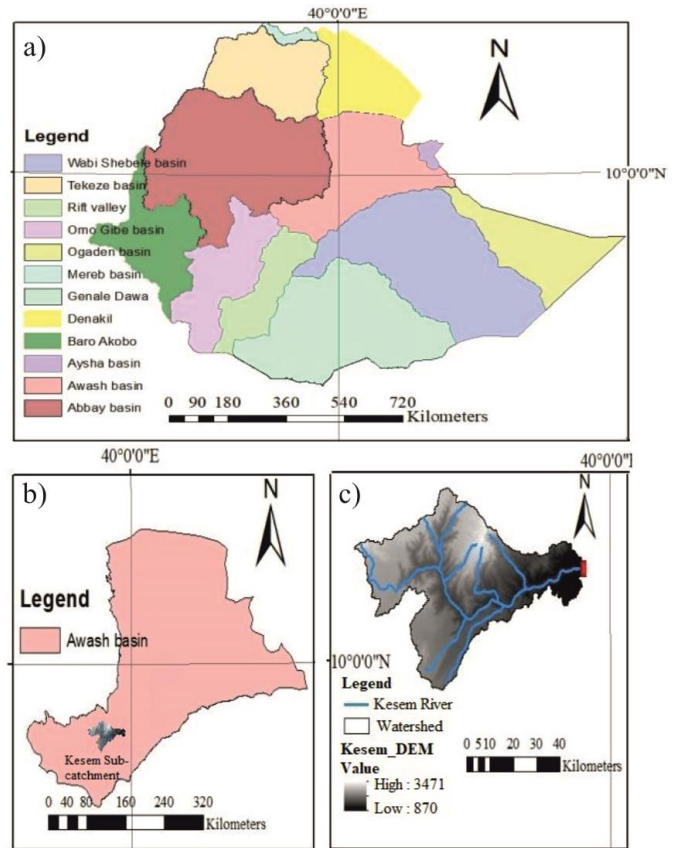 40°0'0"E
a)
N
Legend
Wabi Shebele basin
Tekeze basin
Rift valley
Omo Gibe basin
Ogaden basin
Mereb basin
Genale Dawa
Denakil
Baro Akobo
Aysha basin
Awash basin
Abbay basin
10°0'0"N
0 90 180 360 540 720
Kilometers
40°0'0"E
b)
N
Legend
Awash basin
Kesem Sub-
catchment
0 40 80 160 240 320
Kilometers
40°0'0"
c)
N
10°0'0"N
Legend
Kesem River
Watershed
Kesem_DEM
Value
High : 3471
Low : 870
0 5 10 20 30 40
Kilometers